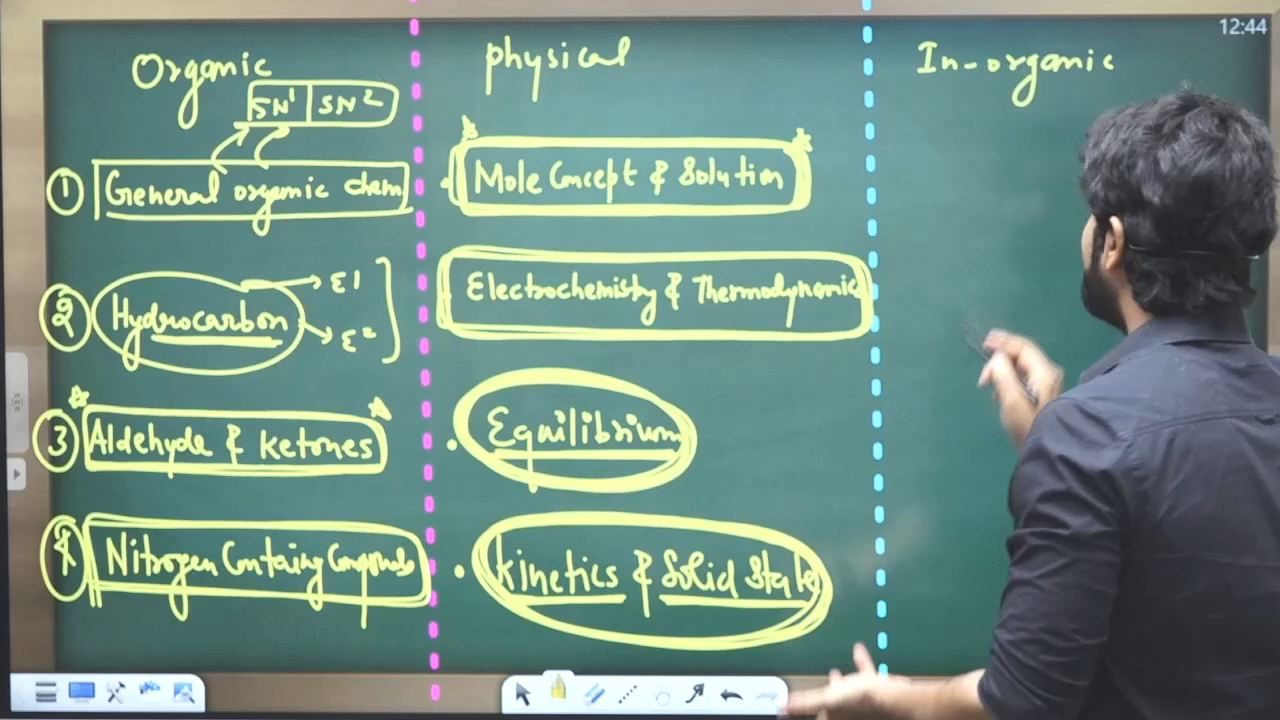 12:44
Organic
SN1 | SN2
① General organic chem
② Hydrocarbon
E1
E2
③ Aldehyde & Ketones
④ Nitrogen Containing Compounds
physical
Mole Concept & Solution
Electrochemistry & Thermodynamics
Equilibrium
Kinetics & Solid State
In-organic